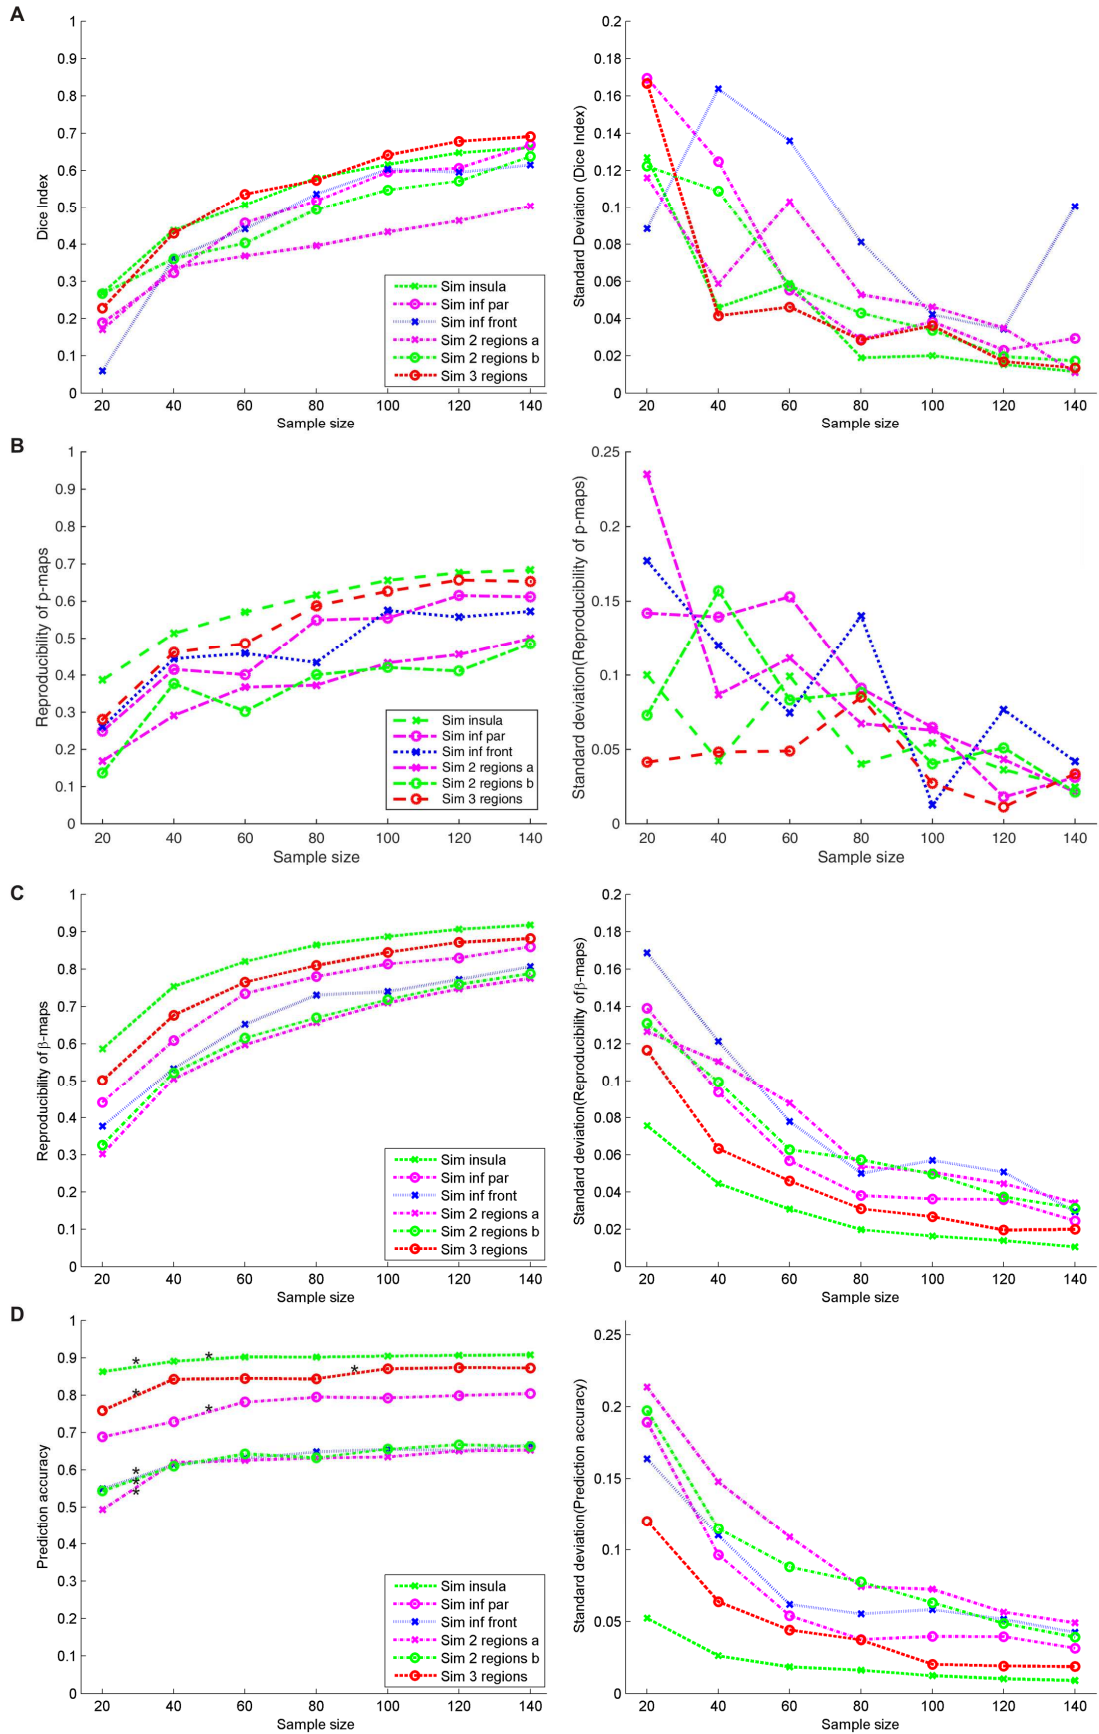 A
Dice Index
1
0.9
0.8
0.7
0.6
0.5
0.4
0.3
0.2
0.1
0
20 40 60 80 100 120 140
Sample size
Sim insula
Sim inf par
Sim inf front
Sim 2 regions a
Sim 2 regions b
Sim 3 regions
Standard Deviation (Dice Index)
0.2
0.18
0.16
0.14
0.12
0.1
0.08
0.06
0.04
0.02
0
20 40 60 80 100 120 140
Sample size
B
Reproducibility of p-maps
1
0.9
0.8
0.7
0.6
0.5
0.4
0.3
0.2
0.1
0
20 40 60 80 100 120 140
Sample size
Sim insula
Sim inf par
Sim inf front
Sim 2 regions a
Sim 2 regions b
Sim 3 regions
Standard deviation(Reproducibility of p-maps)
0.25
0.2
0.15
0.1
0.05
0
20 40 60 80 100 120 140
Sample size
C
Reproducibility of β-maps
1
0.9
0.8
0.7
0.6
0.5
0.4
0.3
0.2
0.1
0
20 40 60 80 100 120 140
Sample size
Sim insula
Sim inf par
Sim inf front
Sim 2 regions a
Sim 2 regions b
Sim 3 regions
Standard deviation(Reproducibility of β-maps)
0.2
0.18
0.16
0.14
0.12
0.1
0.08
0.06
0.04
0.02
0
20 40 60 80 100 120 140
Sample size
D
Prediction accuracy
1
0.9
0.8
0.7
0.6
0.5
0.4
0.3
0.2
0.1
0
* *
*
*
*
*
*
*
20 40 60 80 100 120 140
Sample size
Sim insula
Sim inf par
Sim inf front
Sim 2 regions a
Sim 2 regions b
Sim 3 regions
Standard deviation(Prediction accuracy)
0.25
0.2
0.15
0.1
0.05
0
20 40 60 80 100 120 140
Sample size